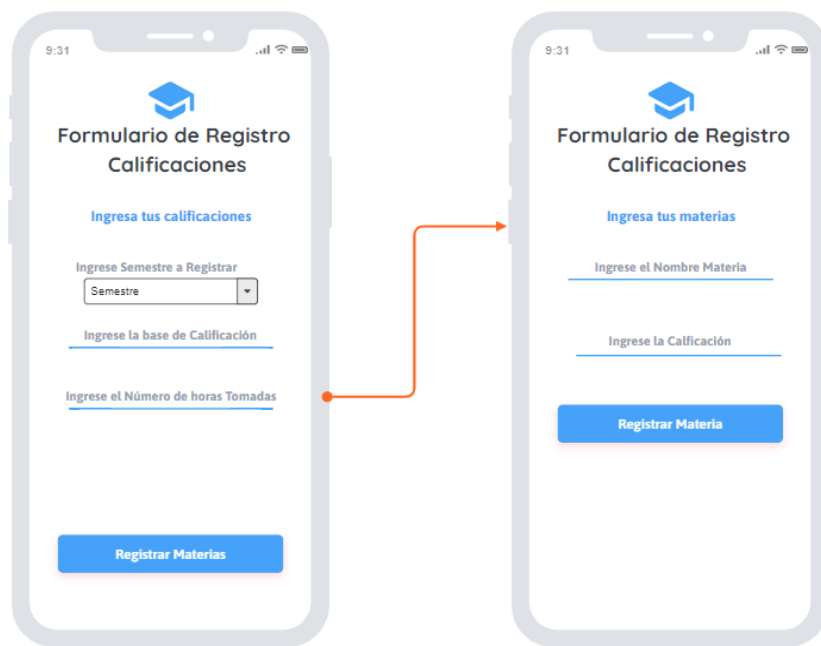 9:31
Formulario de Registro
Calificaciones
Ingresa tus calificaciones
Ingrese Semestre a Registrar
Semestre
Ingrese la base de Calificación
Ingrese el Número de horas Tomadas
Registrar Materias
9:31
Formulario de Registro
Calificaciones
Ingresa tus materias
Ingrese el Nombre Materia
Ingrese la Calficación
Registrar Materia